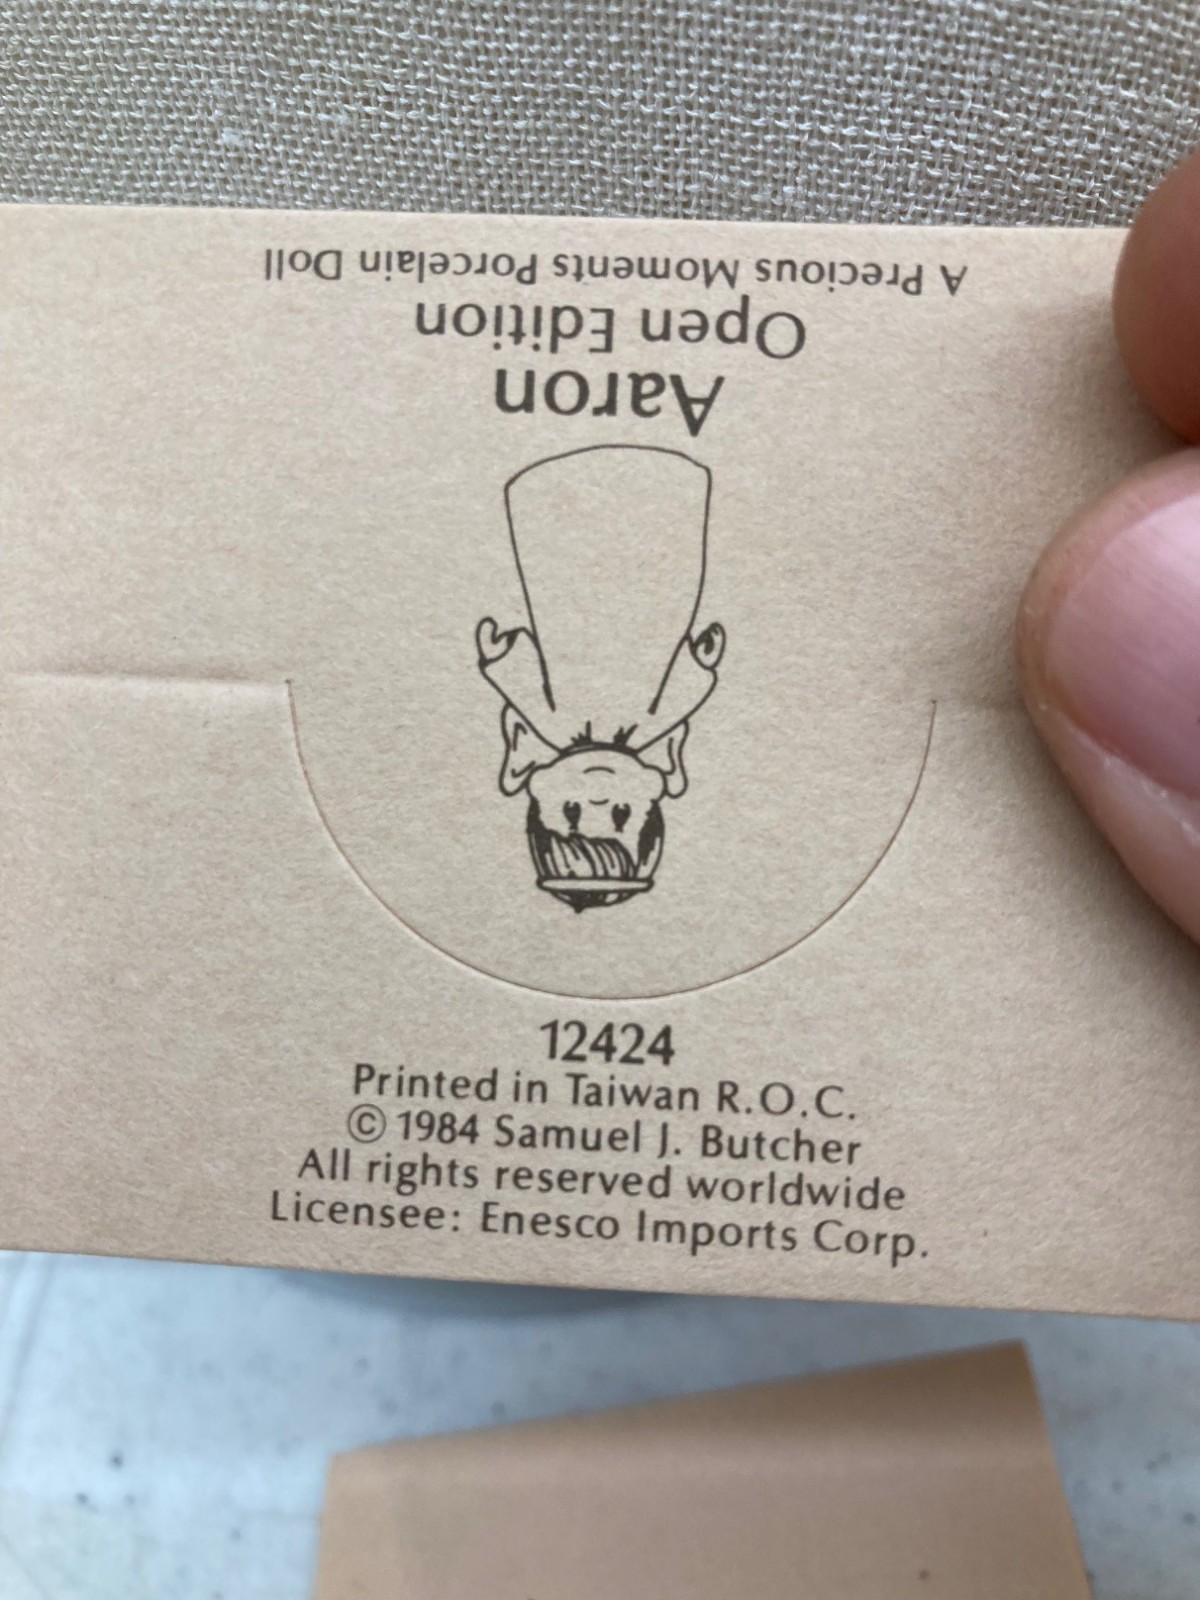 A Precious Moments Porcelain Doll
Open Edition
Aaron
12424
Printed in Taiwan R.O.C.
© 1984 Samuel J. Butcher
All rights reserved worldwide
Licensee: Enesco Imports Corp.